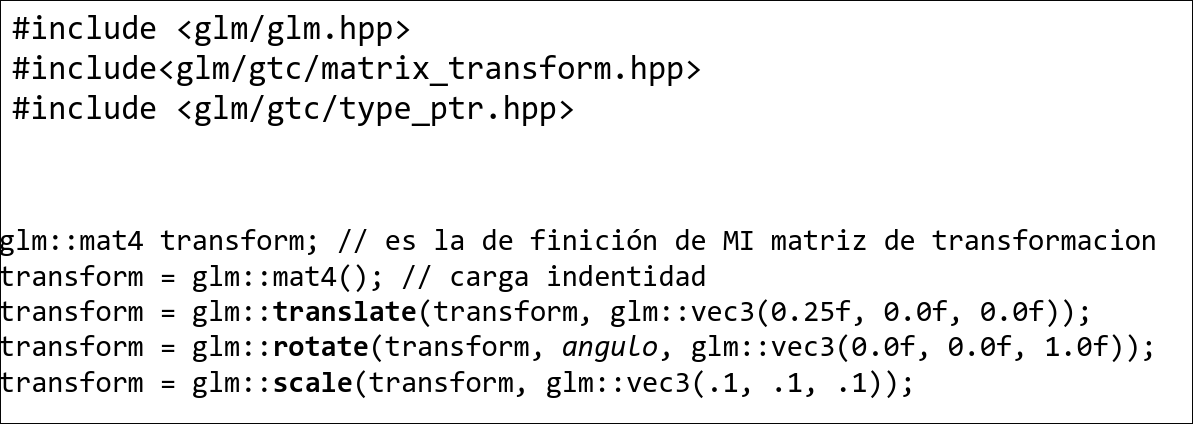 #include <glm/glm.hpp>
#include<glm/gtc/matrix_transform.hpp>
#include <glm/gtc/type_ptr.hpp>
glm::mat4 transform; // es la de finición de MI matriz de transformacion
transform = glm::mat4(); // carga indentidad
transform = glm::translate(transform, glm::vec3(0.25f, 0.0f, 0.0f));
transform = glm::rotate(transform, angulo, glm::vec3(0.0f, 0.0f, 1.0f));
transform = glm::scale(transform, glm::vec3(.1, .1, .1));